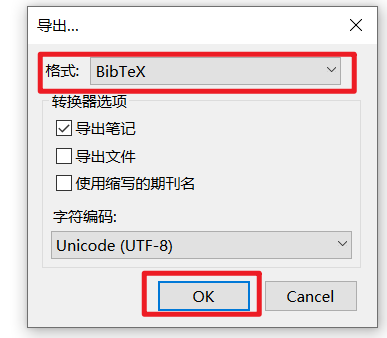 导出...
格式: BibTeX
转换器选项
导出笔记
导出文件
使用缩写的期刊名
字符编码:
Unicode (UTF-8)
OK Cancel